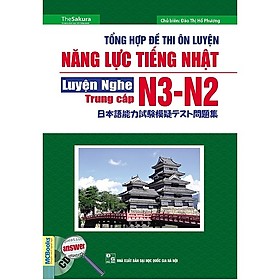 TheSakura
Chủ biên: Đào Thị Hồ Phương
TỔNG HỢP ĐỀ THI ÔN LUYỆN
NĂNG LỰC TIẾNG NHẬT
Luyện Nghe
Trung cấp
N3-N2
日本語能力試験模疑テスト問題集
MCBooks
CD
answer
NHÀ XUẤT BẢN ĐẠI HỌC QUỐC GIA HÀ NỘI